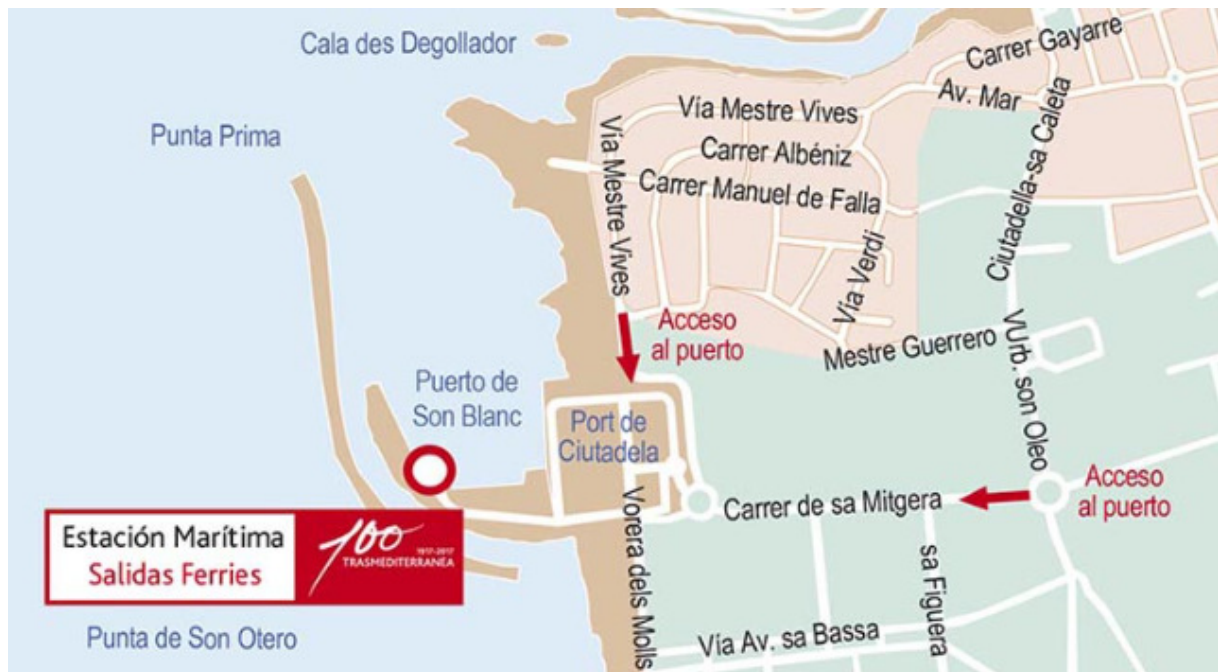 Cala des Degollador
Carrer Gayarre
Punta Prima
Vía Mestre Vives
Av. Mar
Ciutadella-sa Caleta
Carrer Albéniz
Vía Mestre Vives
Carrer Manuel de Falla
Vía Verdi
Acceso
al puerto
Mestre Guerrero
VUrb. son Oleo
Puerto de
Son Blanc
Port de
Ciutadela
Acceso
al puerto
Carrer de sa Mitgera
Vorera dels Molls
sa Figuera
Estación Marítima
Salidas Ferries
100
1917-2017
TRASMEDITERRANEA
Punta de Son Otero
Vía Av. sa Bassa